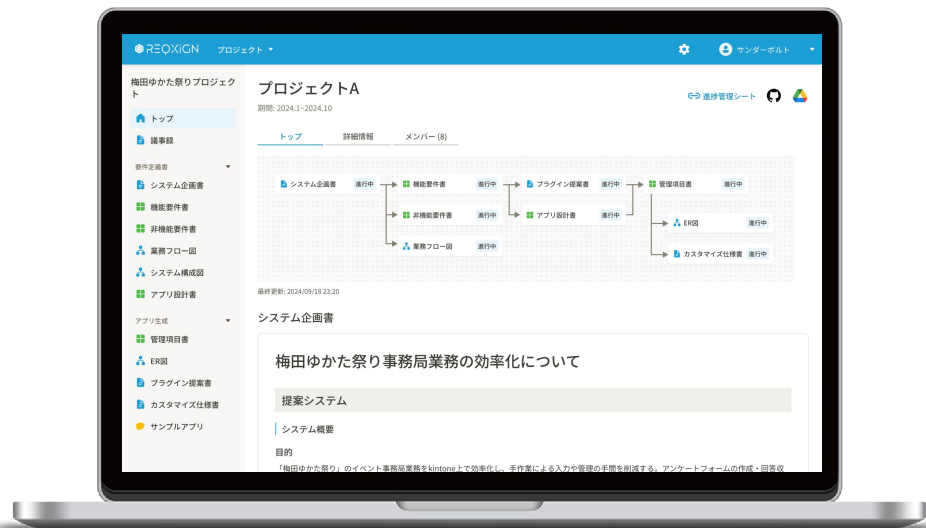 REQXIGN プロジェクト サンダーボルト
梅田ゆかた祭りプロジェク
ト
トップ
議事録
要件定義書
システム企画書
機能要件書
非機能要件書
業務フロー図
システム構成図
アプリ設計書
アプリ生成
管理項目書
ER図
プラグイン提案書
カスタマイズ仕様書
サンプルアプリ
プロジェクトA
期間: 2024.1~2024.10
進捗管理シート
トップ 詳細情報 メンバー (8)
システム企画書 進行中 機能要件書 進行中 プラグイン提案書 進行中 管理項目書 進行中
非機能要件書 進行中 アプリ設計書 進行中 ER図 進行中
業務フロー図 進行中 カスタマイズ仕様書 進行中
最終更新: 2024/09/18 23:20
システム企画書
梅田ゆかた祭り事務局業務の効率化について
提案システム
システム概要
目的
「梅田ゆかた祭り」のイベント事務局業務をkintone上で効率化し、手作業による入力や管理の手間を削減する。アンケートフォームの作成・回答収